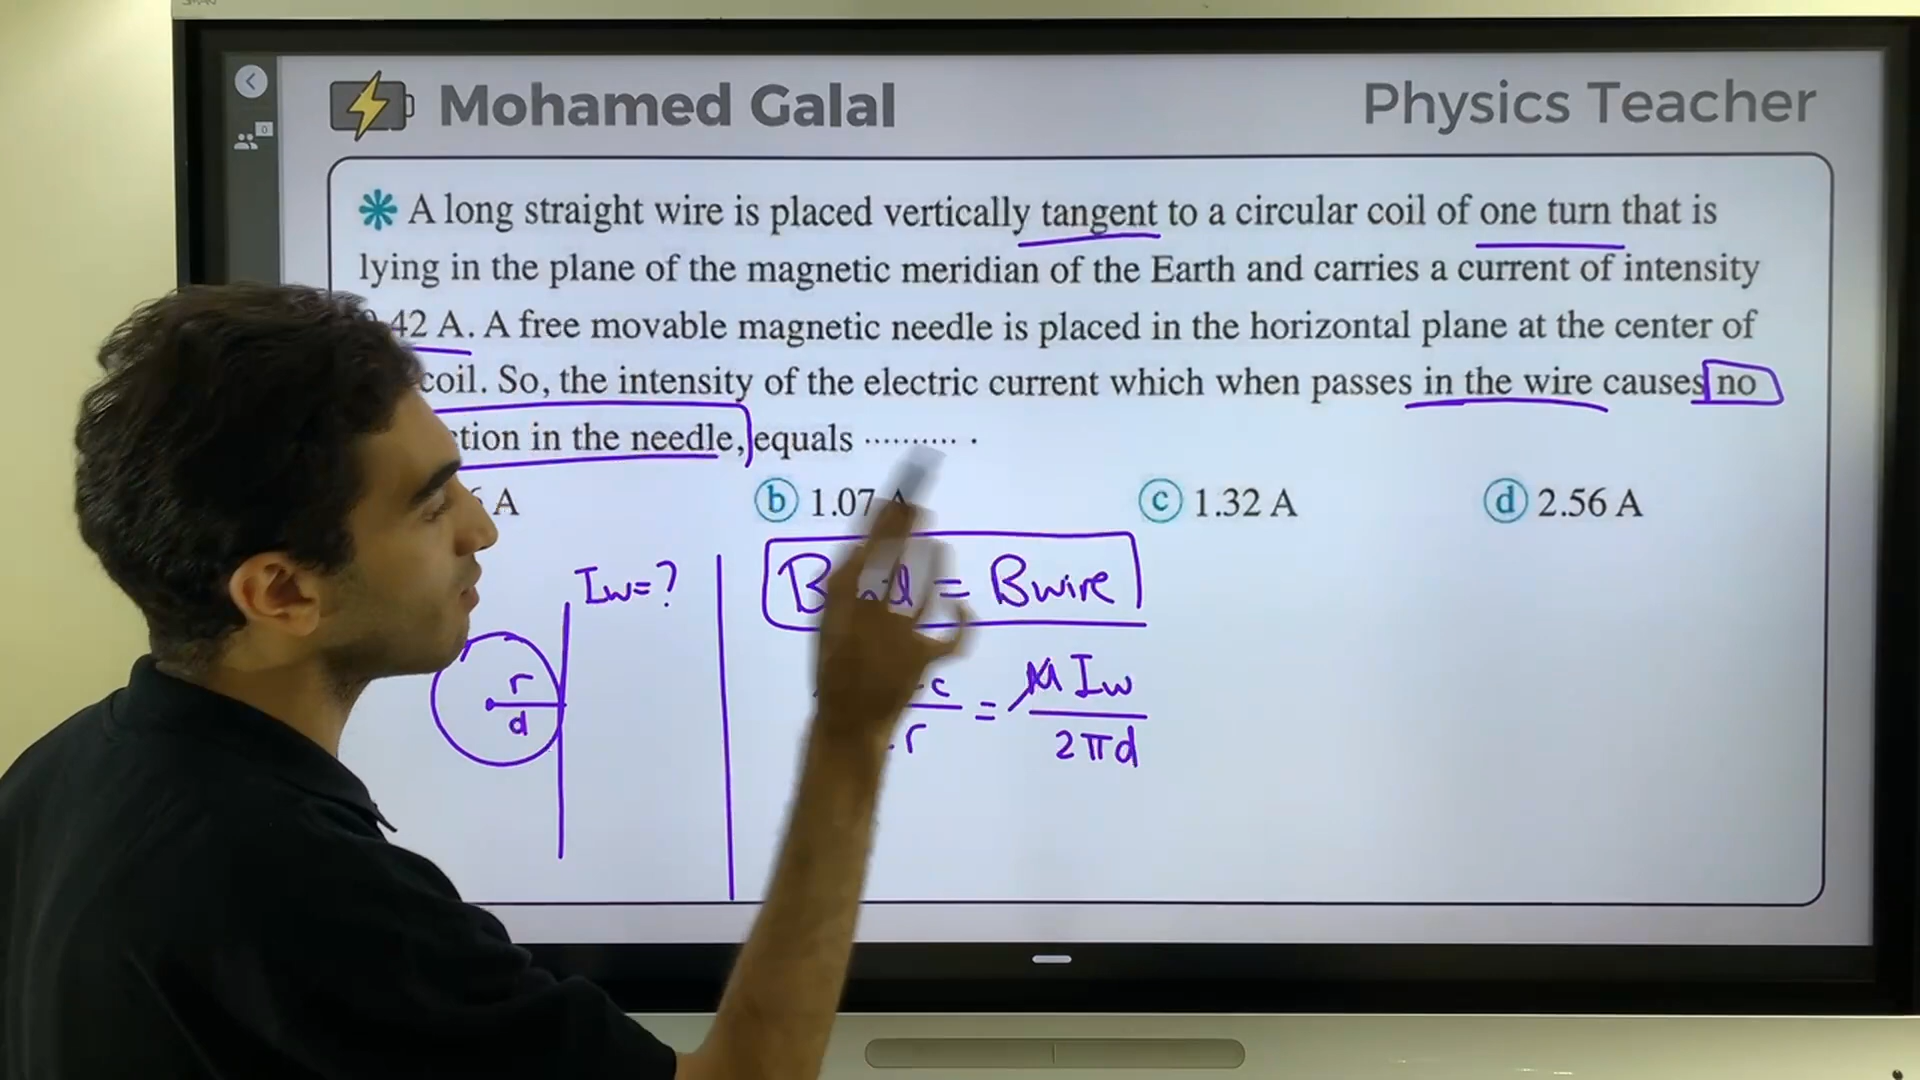 Mohamed Galal
Physics Teacher
A long straight wire is placed vertically tangent to a circular coil of one turn that is
lying in the plane of the magnetic meridian of the Earth and carries a current of intensity
42 A. A free movable magnetic needle is placed in the horizontal plane at the center of
coil. So, the intensity of the electric current which when passes in the wire causes no
in the needle, equals ·········· .
A
b 1.07 A
c 1.32 A
d 2.56 A
Iw=?
r
d
B = Bwire
c = μ Iw
r 2πd